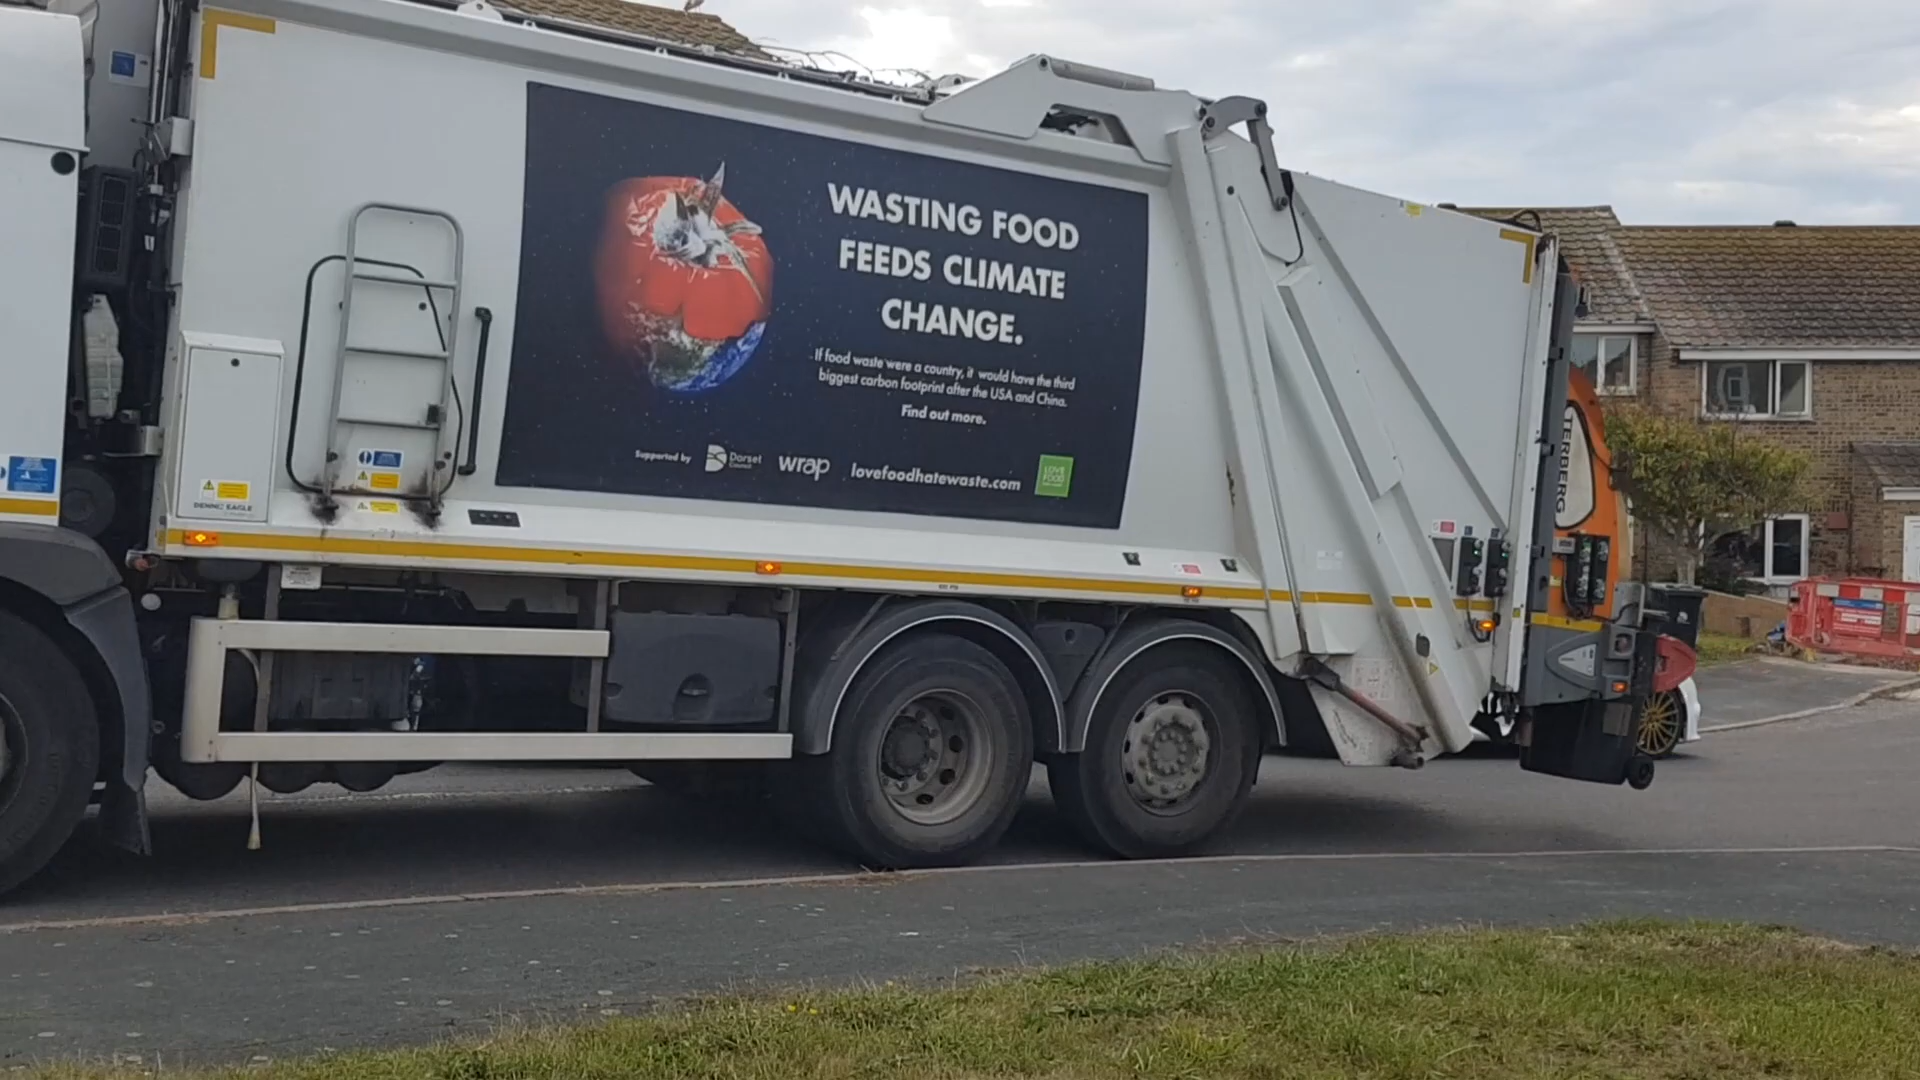 WASTING FOOD
FEEDS CLIMATE
CHANGE.
If food waste were a country, it would have the third
biggest carbon footprint after the USA and China.
Find out more.
Supported by
Dorset
Council
wrap
lovefoodhatewaste.com
LOVE
FOOD
DENNIS EAGLE
TERBERG